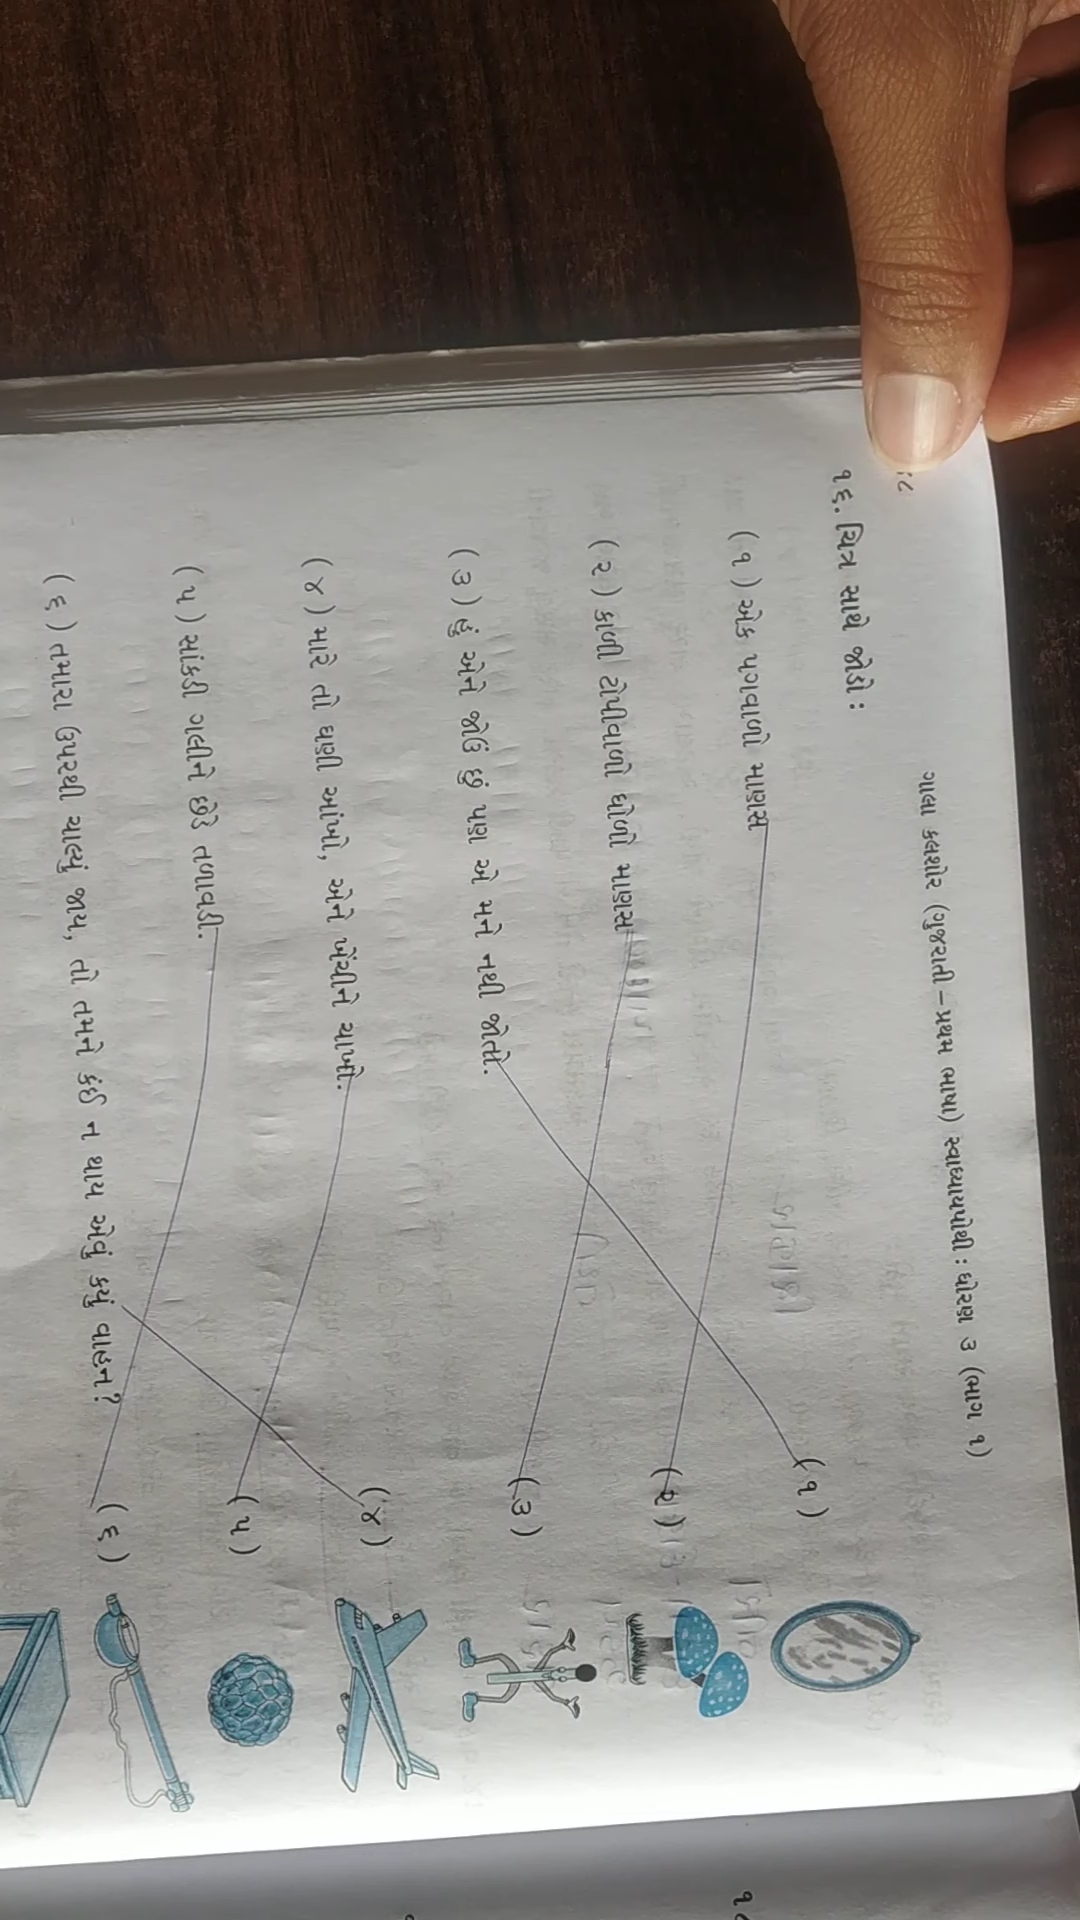 ગાલા ક્લાશોર (ગુજરાતી – પ્રથમ ભાષા) સ્વાધ્યાયપોથી : ધોરણ ૩ (ભાગ ૧)
૧૬. ચિત્ર સાથે જોડો :
(૧) એક પગવાળો માણસ
(૧)
(૨) કાળી ટોપીવાળો ધોળો માણસ
(૨)
(૩) હું એને જોઉં છું પણ એ મને નથી જોતો.
(૩)
(૪) મારે તો ઘણી આંખો, એને ખેંચીને ચાખો.
(૪)
(૫) સાંકડી ગલીને છેડે તળાવડી.
(૫)
(૬) તમારા ઉપરથી ચાલ્યું જાય, તો તમને કંઈ ન થાય એવું કયું વાહન?
(૬)